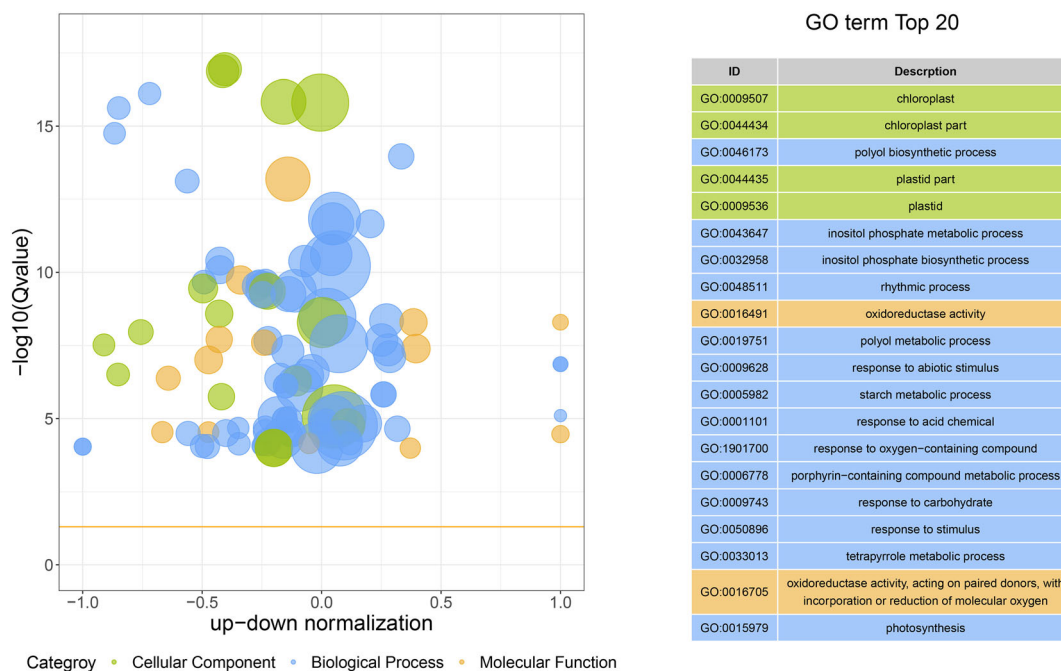 GO term Top 20
ID Descrption
GO:0009507 chloroplast
GO:0044434 chloroplast part
GO:0046173 polyol biosynthetic process
GO:0044435 plastid part
GO:0009536 plastid
GO:0043647 inositol phosphate metabolic process
GO:0032958 inositol phosphate biosynthetic process
GO:0048511 rhythmic process
GO:0016491 oxidoreductase activity
GO:0019751 polyol metabolic process
GO:0009628 response to abiotic stimulus
GO:0005982 starch metabolic process
GO:0001101 response to acid chemical
GO:1901700 response to oxygen−containing compound
GO:0006778 porphyrin−containing compound metabolic process
GO:0009743 response to carbohydrate
GO:0050896 response to stimulus
GO:0033013 tetrapyrrole metabolic process
GO:0016705 oxidoreductase activity, acting on paired donors, with
incorporation or reduction of molecular oxygen
GO:0015979 photosynthesis
−log10(Qvalue)
15
10
5
0
−1.0 −0.5 0.0 0.5 1.0
up−down normalization
Categroy Cellular Component Biological Process Molecular Function